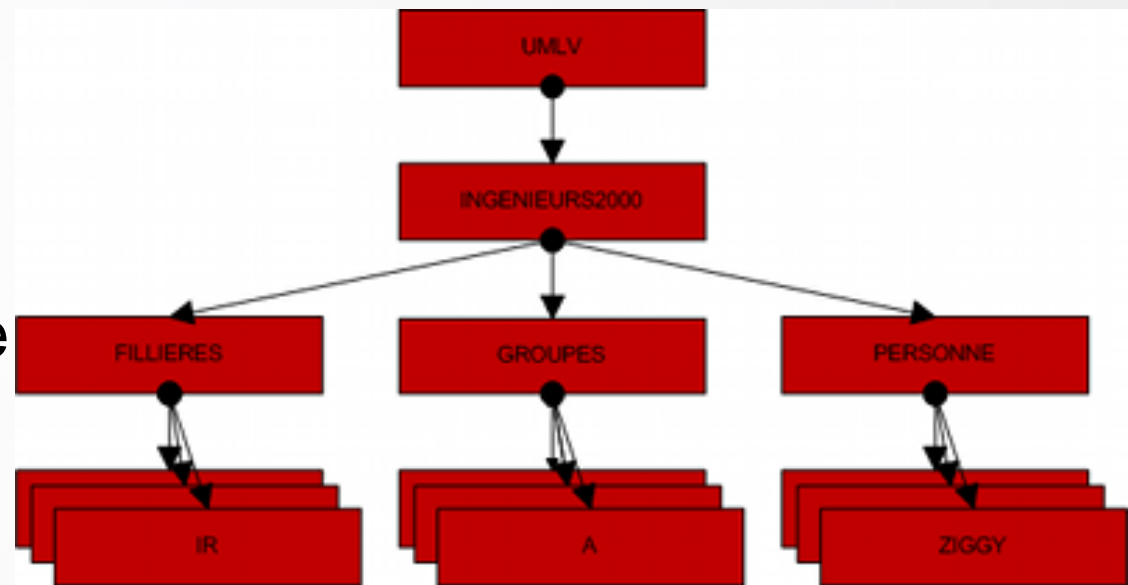 UMLV
INGENIEURS2000
e
FILLIERES
GROUPES
PERSONNE
IR
A
ZIGGY